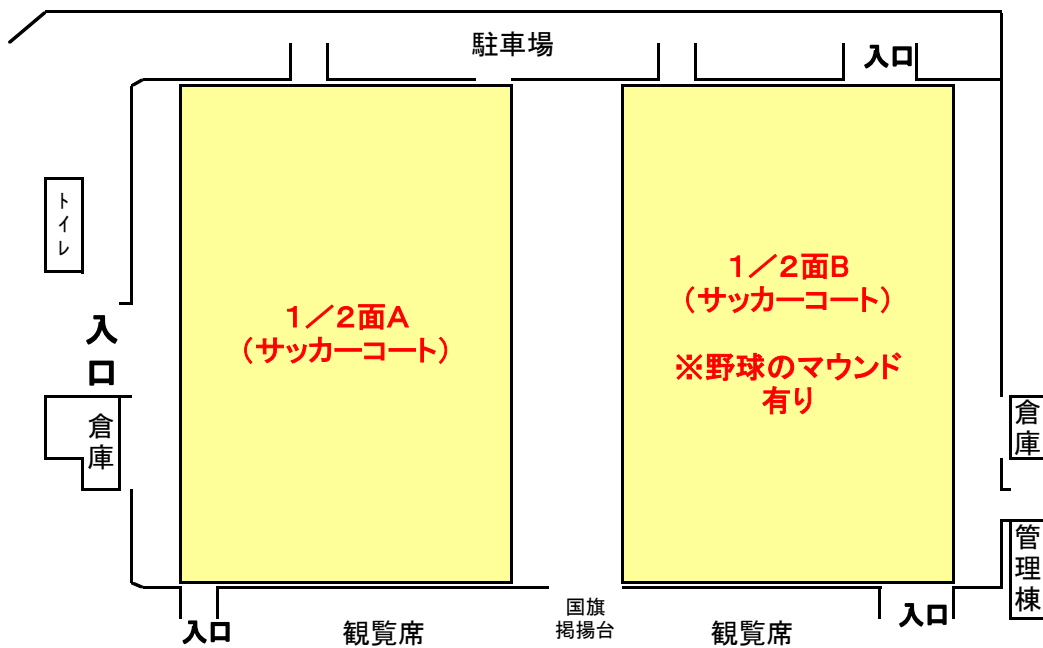 駐車場
入口
トイレ
１／２面A
（サッカーコート）
１／２面B
（サッカーコート）
※野球のマウンド
有り
入口
倉庫
倉庫
管理棟
入口
観覧席
国旗
掲揚台
観覧席
入口